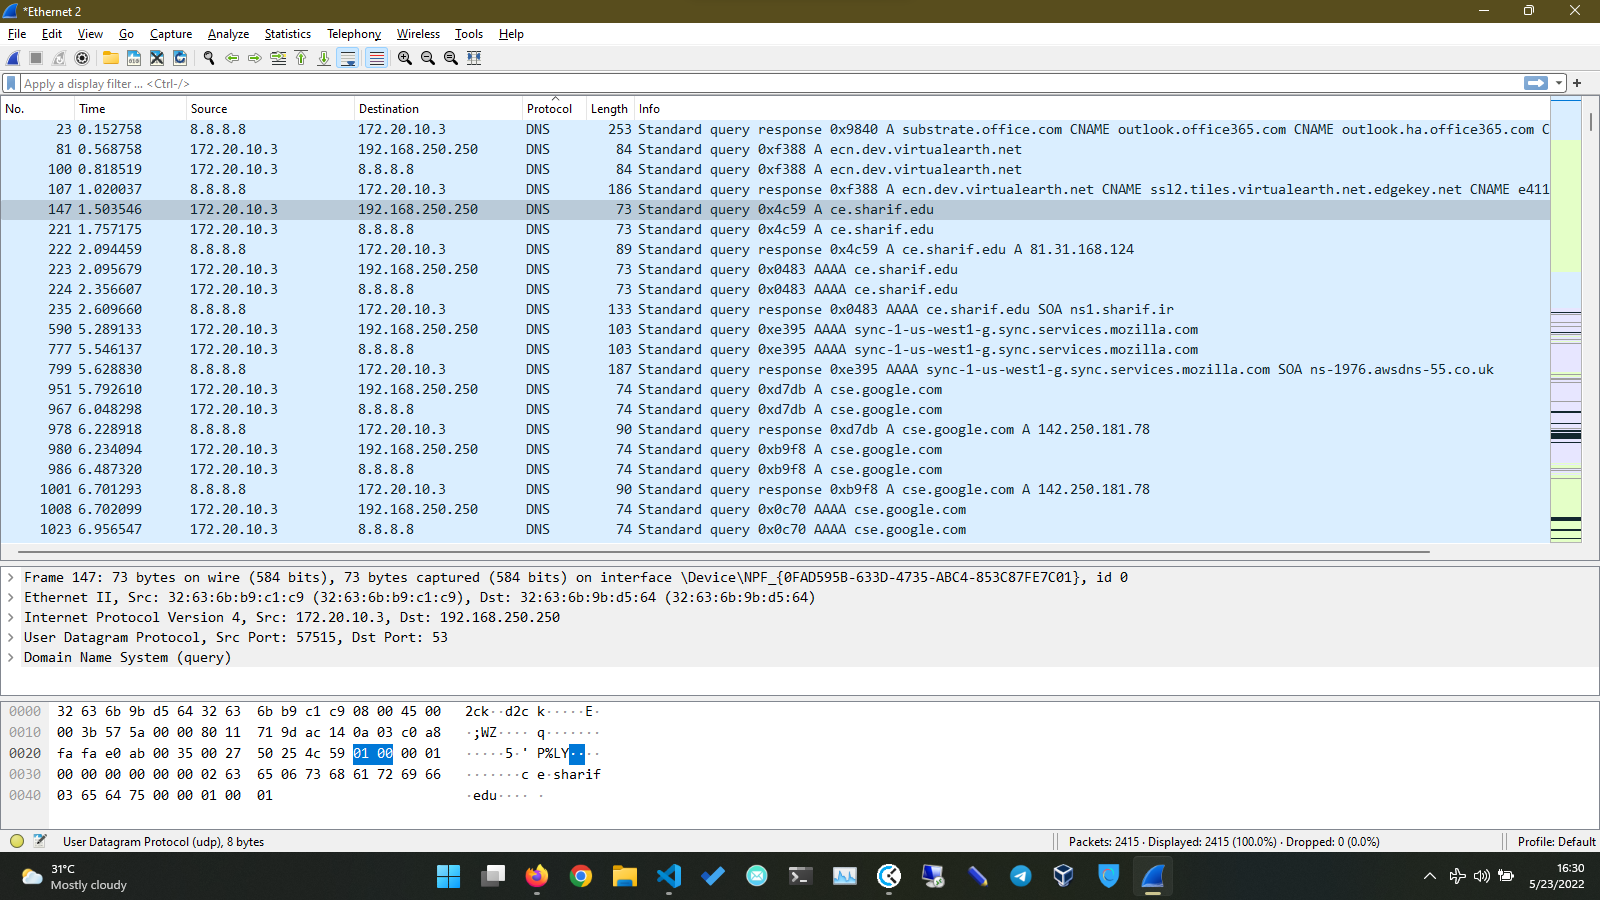 *Ethernet 2
File Edit View Go Capture Analyze Statistics Telephony Wireless Tools Help
Apply a display filter ... <Ctrl-/>
No. Time Source Destination Protocol Length Info
23 0.152758 8.8.8.8 172.20.10.3 DNS 253 Standard query response 0x9840 A substrate.office.com CNAME outlook.office365.com CNAME outlook.ha.office365.com C
81 0.568758 172.20.10.3 192.168.250.250 DNS 84 Standard query 0xf388 A ecn.dev.virtualearth.net
100 0.818519 172.20.10.3 8.8.8.8 DNS 84 Standard query 0xf388 A ecn.dev.virtualearth.net
107 1.020037 8.8.8.8 172.20.10.3 DNS 186 Standard query response 0xf388 A ecn.dev.virtualearth.net CNAME ssl2.tiles.virtualearth.net.edgekey.net CNAME e411
147 1.503546 172.20.10.3 192.168.250.250 DNS 73 Standard query 0x4c59 A ce.sharif.edu
221 1.757175 172.20.10.3 8.8.8.8 DNS 73 Standard query 0x4c59 A ce.sharif.edu
222 2.094459 8.8.8.8 172.20.10.3 DNS 89 Standard query response 0x4c59 A ce.sharif.edu A 81.31.168.124
223 2.095679 172.20.10.3 192.168.250.250 DNS 73 Standard query 0x0483 AAAA ce.sharif.edu
224 2.356607 172.20.10.3 8.8.8.8 DNS 73 Standard query 0x0483 AAAA ce.sharif.edu
235 2.609660 8.8.8.8 172.20.10.3 DNS 133 Standard query response 0x0483 AAAA ce.sharif.edu SOA ns1.sharif.ir
590 5.289133 172.20.10.3 192.168.250.250 DNS 103 Standard query 0xe395 AAAA sync-1-us-west1-g.sync.services.mozilla.com
777 5.546137 172.20.10.3 8.8.8.8 DNS 103 Standard query 0xe395 AAAA sync-1-us-west1-g.sync.services.mozilla.com
799 5.628830 8.8.8.8 172.20.10.3 DNS 187 Standard query response 0xe395 AAAA sync-1-us-west1-g.sync.services.mozilla.com SOA ns-1976.awsdns-55.co.uk
951 5.792610 172.20.10.3 192.168.250.250 DNS 74 Standard query 0xd7db A cse.google.com
967 6.048298 172.20.10.3 8.8.8.8 DNS 74 Standard query 0xd7db A cse.google.com
978 6.228918 8.8.8.8 172.20.10.3 DNS 90 Standard query response 0xd7db A cse.google.com A 142.250.181.78
980 6.234094 172.20.10.3 192.168.250.250 DNS 74 Standard query 0xb9f8 A cse.google.com
986 6.487320 172.20.10.3 8.8.8.8 DNS 74 Standard query 0xb9f8 A cse.google.com
1001 6.701293 8.8.8.8 172.20.10.3 DNS 90 Standard query response 0xb9f8 A cse.google.com A 142.250.181.78
1008 6.702099 172.20.10.3 192.168.250.250 DNS 74 Standard query 0x0c70 AAAA cse.google.com
1023 6.956547 172.20.10.3 8.8.8.8 DNS 74 Standard query 0x0c70 AAAA cse.google.com
Frame 147: 73 bytes on wire (584 bits), 73 bytes captured (584 bits) on interface \Device\NPF_{0FAD595B-633D-4735-ABC4-853C87FE7C01}, id 0
Ethernet II, Src: 32:63:6b:b9:c1:c9 (32:63:6b:b9:c1:c9), Dst: 32:63:6b:9b:d5:64 (32:63:6b:9b:d5:64)
Internet Protocol Version 4, Src: 172.20.10.3, Dst: 192.168.250.250
User Datagram Protocol, Src Port: 57515, Dst Port: 53
Domain Name System (query)
0000 32 63 6b 9b d5 64 32 63 6b b9 c1 c9 08 00 45 00 2ck··d2c k·····E·
0010 00 3b 57 5a 00 00 80 11 71 9d ac 14 0a 03 c0 a8 ·;WZ···· q·······
0020 fa fa e0 ab 00 35 00 27 50 25 4c 59 01 00 00 01 ·····5·' P%LY····
0030 00 00 00 00 00 00 02 63 65 06 73 68 61 72 69 66 ·······c e·sharif
0040 03 65 64 75 00 00 01 00 01 ·edu···· ·
User Datagram Protocol (udp), 8 bytes
Packets: 2415 · Displayed: 2415 (100.0%) · Dropped: 0 (0.0%)
Profile: Default
31°C
Mostly cloudy
16:30
5/23/2022